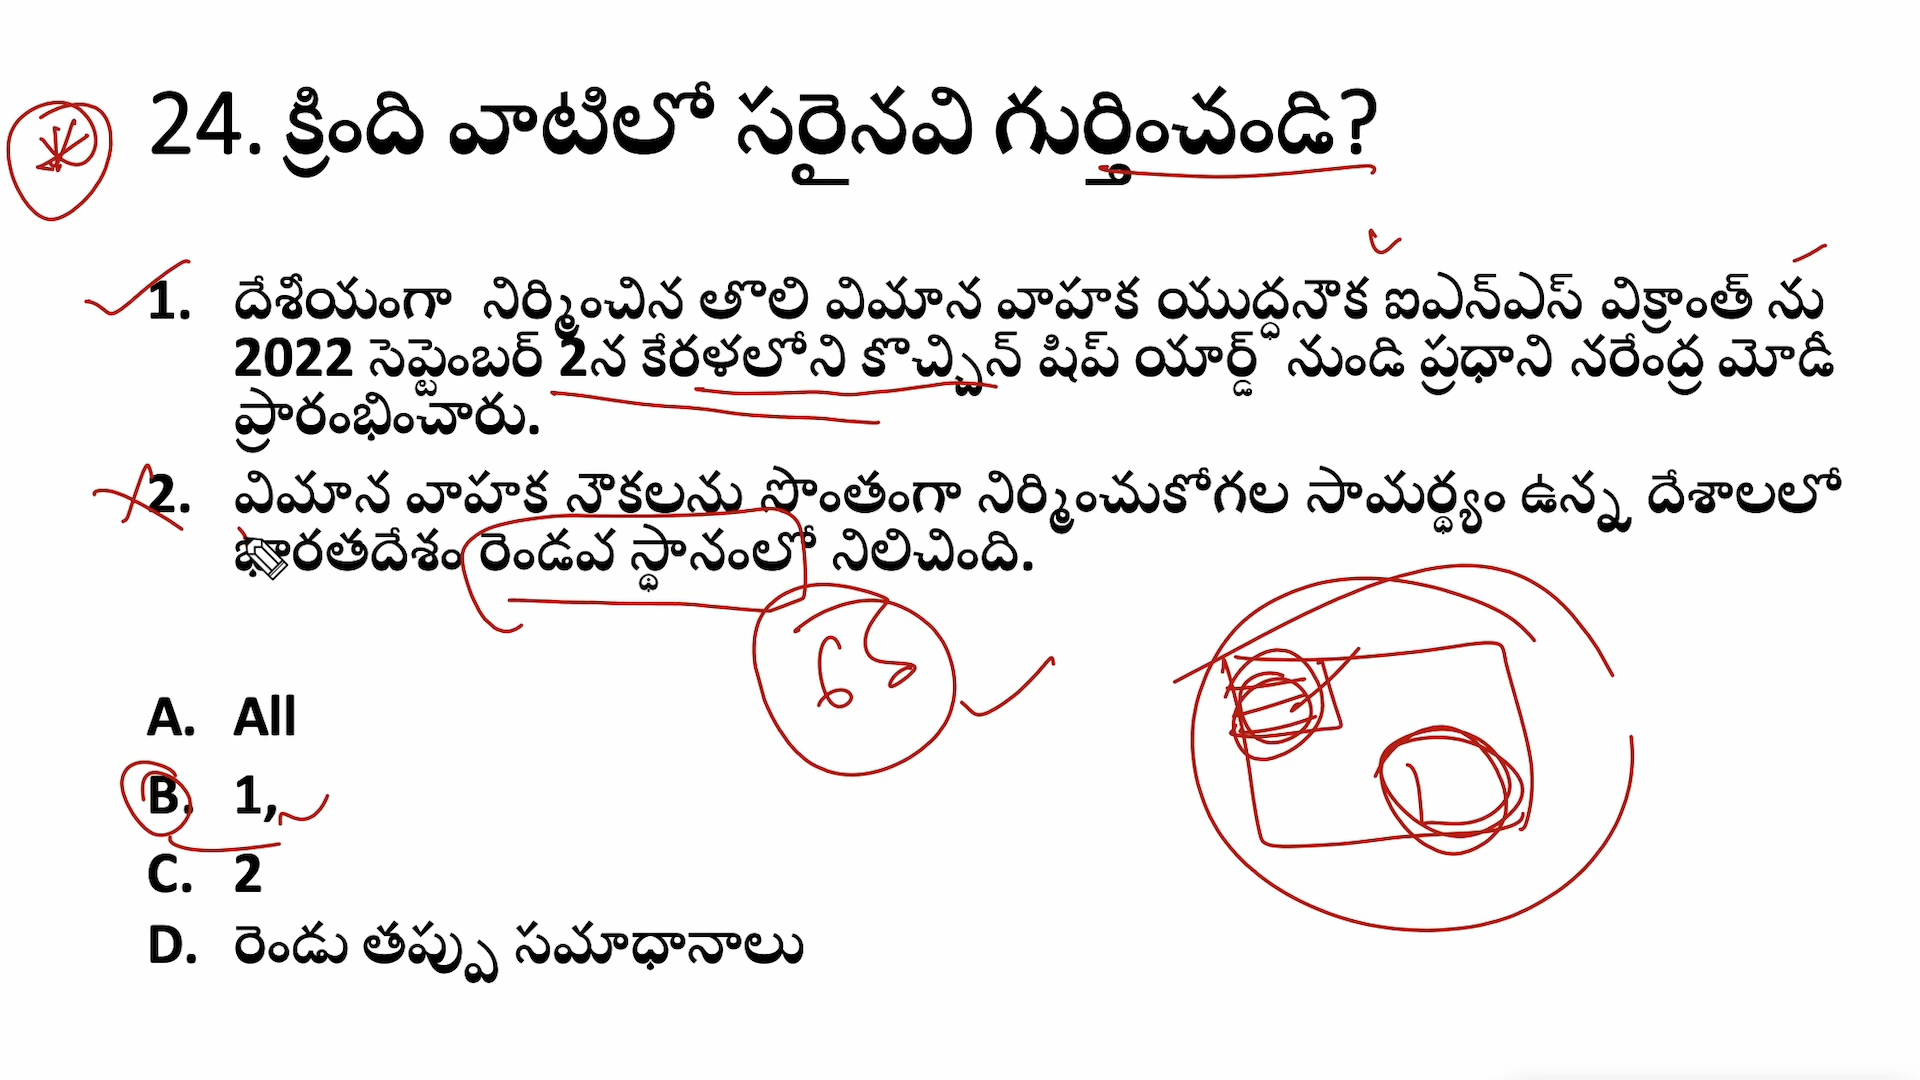 24. క్రింది వాటిలో సరైనవి గుర్తించండి?
1. దేశీయంగా నిర్మించిన తొలి విమాన వాహక యుద్ధనౌక ఐఎన్ఎస్ విక్రాంత్ ను
2022 సెప్టెంబర్ 2న కేరళలోని కొచ్చిన్ షిప్ యార్డ్ నుండి ప్రధాని నరేంద్ర మోడీ
ప్రారంభించారు.
2. విమాన వాహక నౌకలను సొంతంగా నిర్మించుకోగల సామర్థ్యం ఉన్న దేశాలలో
భారతదేశం రెండవ స్థానంలో నిలిచింది.
A. All
B. 1,
C. 2
D. రెండు తప్పు సమాధానాలు